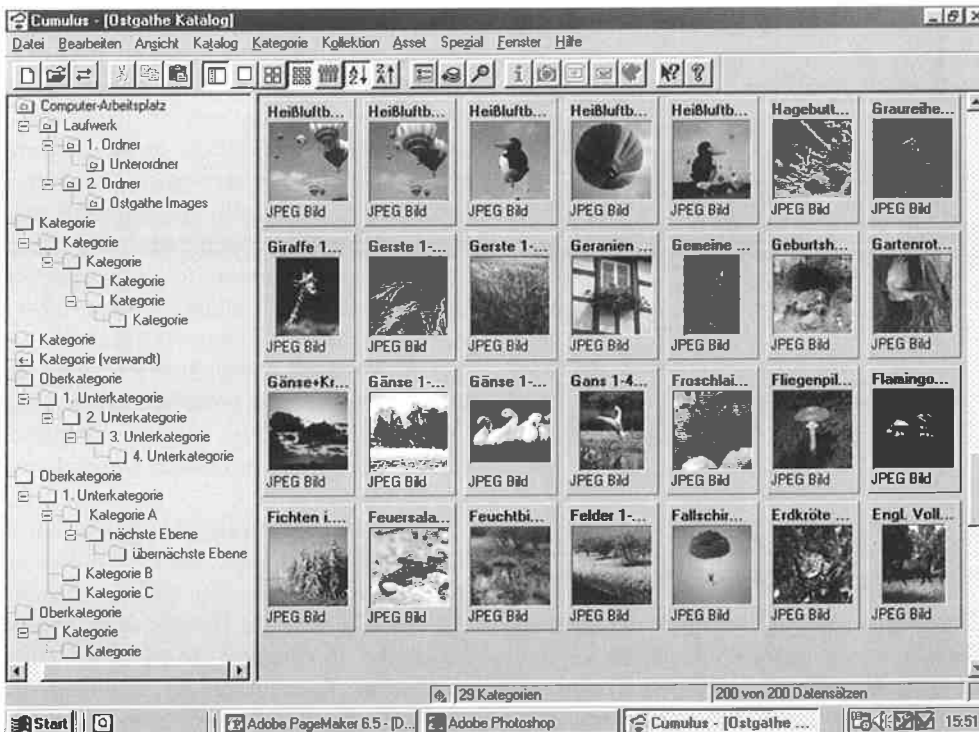 Cumulus - [Ostgathe Katalog]
Datei Bearbeiten Ansicht Katalog Kategorie Kollektion Asset Spezial Fenster Hilfe
Computer-Arbeitsplatz
Laufwerk
1. Ordner
Unterordner
2. Ordner
Ostgathe Images
Kategorie
Kategorie
Kategorie
Kategorie
Kategorie
Kategorie
Kategorie
Kategorie (verwandt)
Oberkategorie
1. Unterkategorie
2. Unterkategorie
3. Unterkategorie
4. Unterkategorie
Oberkategorie
1. Unterkategorie
Kategorie A
nächste Ebene
übernächste Ebene
Kategorie B
Kategorie C
Oberkategorie
Kategorie
Kategorie
Heißluftb... Heißluftb... Heißluftb... Heißluftb... Heißluftb... Hagebutt... Graureihe...
JPEG Bild JPEG Bild JPEG Bild JPEG Bild JPEG Bild JPEG Bild JPEG Bild
Giraffe 1... Gerste 1-... Gerste 1-... Geranien ... Gemeine ... Geburtsh... Gartenrot...
JPEG Bild JPEG Bild JPEG Bild JPEG Bild JPEG Bild JPEG Bild JPEG Bild
Gänse+Kr... Gänse 1-... Gänse 1-... Gans 1-4... Froschlai... Fliegenpil... Flamingo...
JPEG Bild JPEG Bild JPEG Bild JPEG Bild JPEG Bild JPEG Bild JPEG Bild
Fichten i.... Feuersala... Feuchtbi... Felder 1-... Fallschir... Erdkröte ... Engl. Voll...
JPEG Bild JPEG Bild JPEG Bild JPEG Bild JPEG Bild JPEG Bild JPEG Bild
29 Kategorien 200 von 200 Datensätzen
Start Adobe PageMaker 6.5 - [D... Adobe Photoshop Cumulus - [Ostgathe ... 15:51